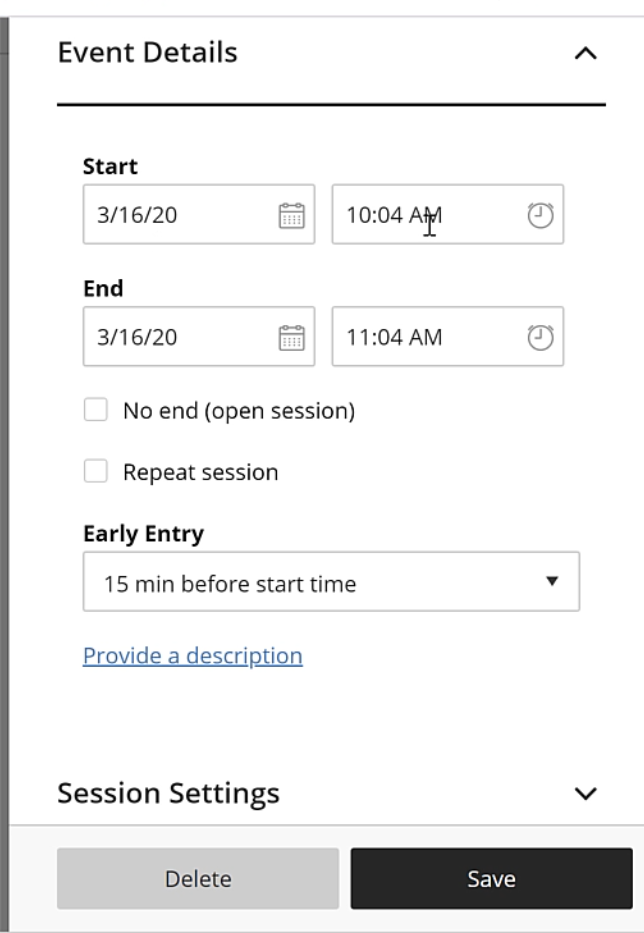 Event Details
Start
3/16/20 10:04 AM
End
3/16/20 11:04 AM
No end (open session)
Repeat session
Early Entry
15 min before start time
Provide a description
Session Settings
Delete Save